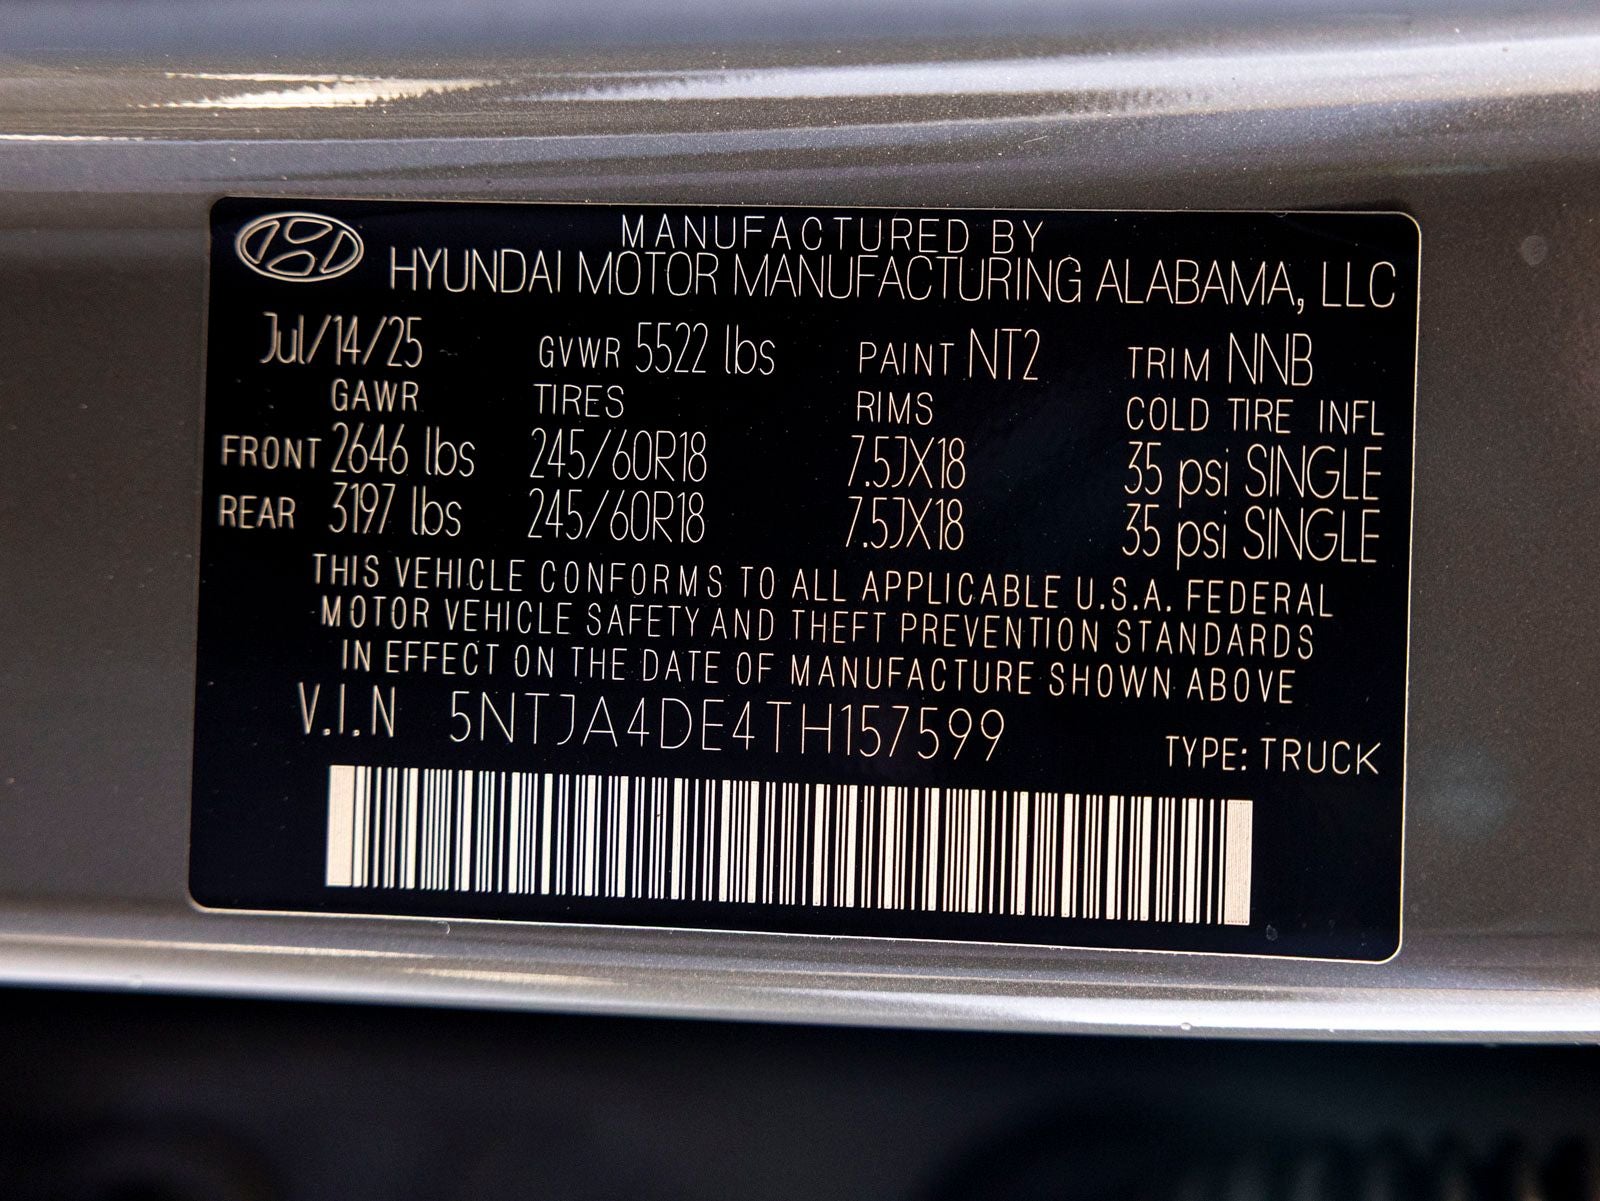 MANUFACTURED BY
HYUNDAI MOTOR MANUFACTURING ALABAMA, LLC
Jul/14/25 GVWR 5522 lbs PAINT NT2 TRIM NNB
GAWR TIRES RIMS COLD TIRE INFL
FRONT 2646 lbs 245/60R18 7.5JX18 35 psi SINGLE
REAR 3197 lbs 245/60R18 7.5JX18 35 psi SINGLE
THIS VEHICLE CONFORMS TO ALL APPLICABLE U.S.A. FEDERAL
MOTOR VEHICLE SAFETY AND THEFT PREVENTION STANDARDS
IN EFFECT ON THE DATE OF MANUFACTURE SHOWN ABOVE
V.I.N 5NTJA4DE4TH157599 TYPE: TRUCK